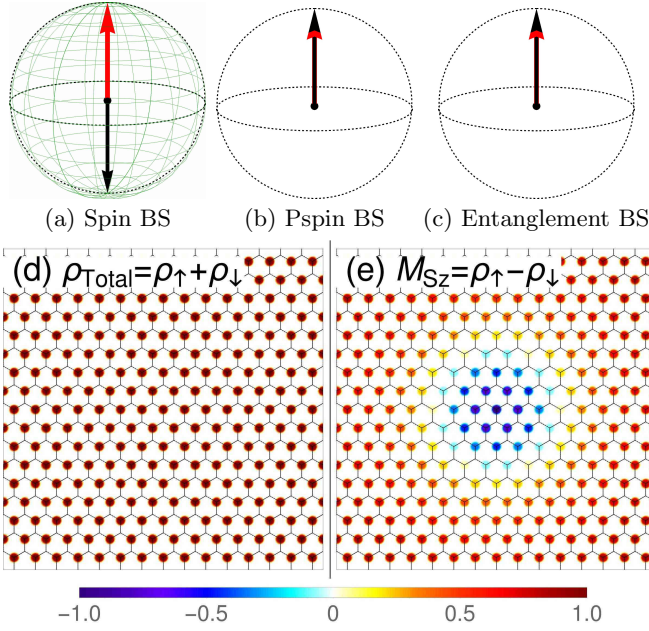 (a) Spin BS
(b) Pspin BS
(c) Entanglement BS
(d) ρTotal=ρ↑+ρ↓
(e) MSz=ρ↑−ρ↓
−1.0 −0.5 0 0.5 1.0